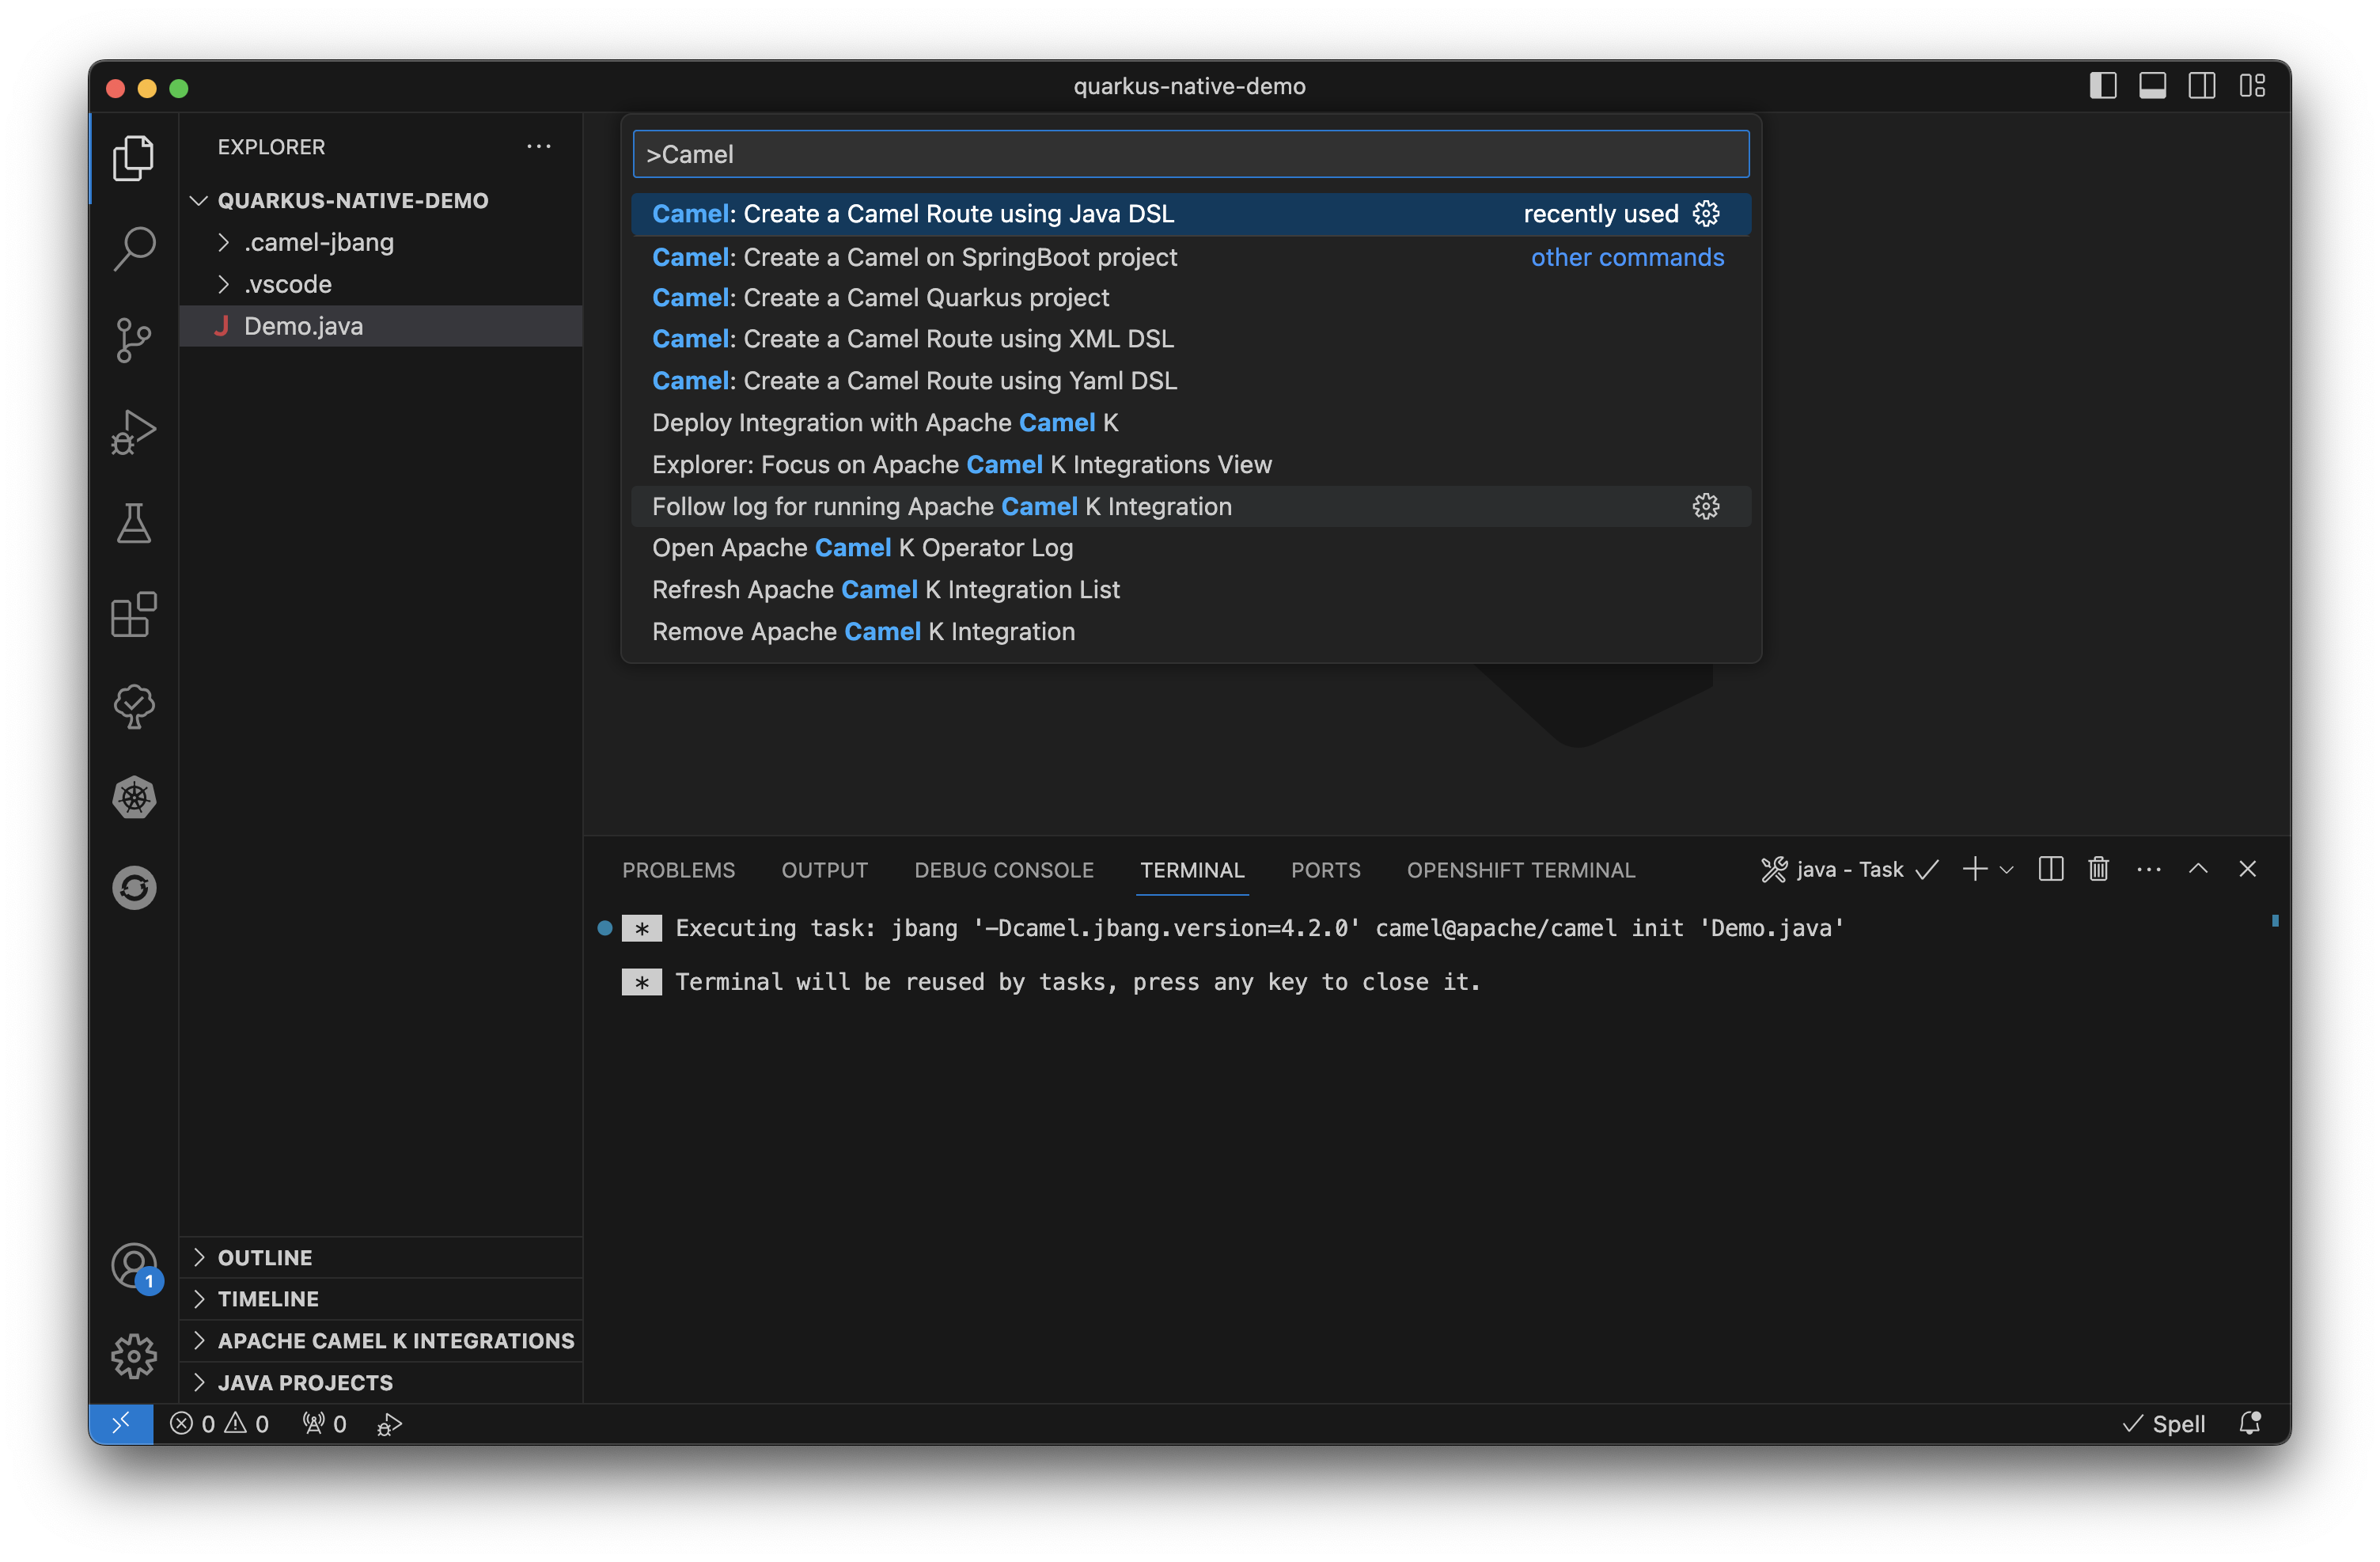 quarkus-native-demo
EXPLORER
QUARKUS-NATIVE-DEMO
.camel-jbang
.vscode
J Demo.java
>Camel
Camel: Create a Camel Route using Java DSL recently used
Camel: Create a Camel on SpringBoot project other commands
Camel: Create a Camel Quarkus project
Camel: Create a Camel Route using XML DSL
Camel: Create a Camel Route using Yaml DSL
Deploy Integration with Apache Camel K
Explorer: Focus on Apache Camel K Integrations View
Follow log for running Apache Camel K Integration
Open Apache Camel K Operator Log
Refresh Apache Camel K Integration List
Remove Apache Camel K Integration
PROBLEMS OUTPUT DEBUG CONSOLE TERMINAL PORTS OPENSHIFT TERMINAL java - Task
* Executing task: jbang '-Dcamel.jbang.version=4.2.0' camel@apache/camel init 'Demo.java'
* Terminal will be reused by tasks, press any key to close it.
1
OUTLINE
TIMELINE
APACHE CAMEL K INTEGRATIONS
JAVA PROJECTS
0 0 0 Spell